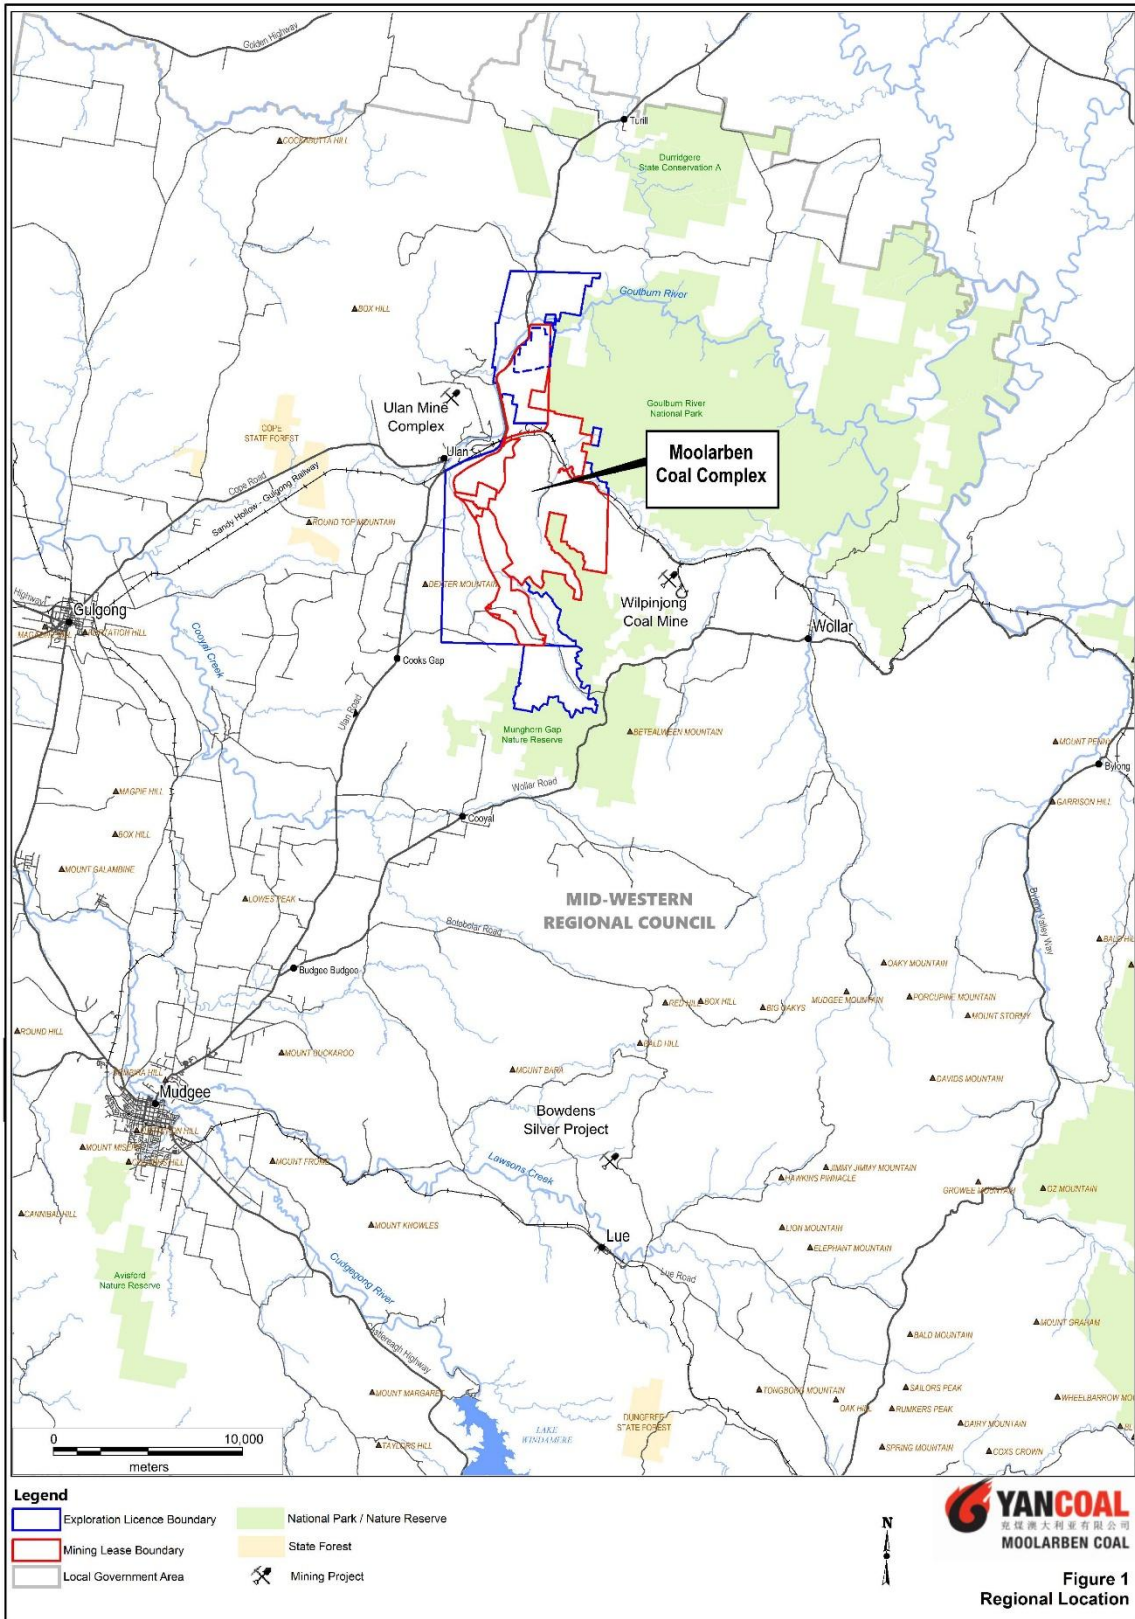 Golden Highway
Turill
COCKABUTTA HILL
Durridgere
State Conservation A
Goulburn River
BOX HILL
Ulan Mine
Complex
Goulburn River
National Park
COPE
STATE FOREST
Moolarben
Coal Complex
Ulan
Cope Road
Sandy Hollow - Gulgong Railway
ROUND TOP MOUNTAIN
DEXTER MOUNTAIN
Highway
Gulgong
Wilpinjong
Coal Mine
Wollar
Cooyal Creek
Cooks Gap
Ulan Road
Munghorn Gap
Nature Reserve
BETEALWEEN MOUNTAIN
MOUNT PENNY
Bylong
Wollar Road
MAGPIE HILL
GARRISON HILL
Cooyal
BOX HILL
MOUNT GALAMBINE
LOWES PEAK
MID-WESTERN
REGIONAL COUNCIL
Botobolar Road
Bylong Valley Way
Budgee Budgee
OAKY MOUNTAIN
RED HILL
BOX HILL
BIG OAKYS
MUDGEE MOUNTAIN
PORCUPINE MOUNTAIN
MOUNT STORMY
ROUND HILL
MOUNT BUCKAROO
BALD HILL
MOUNT BARA
DAVIDS MOUNTAIN
Mudgee
Bowdens
Silver Project
MOUNT FROME
Lawsons Creek
JIMMY JIMMY MOUNTAIN
HAWKINS PINNACLE
GROWEE MOUNTAIN
OZ MOUNTAIN
CANNIBAL HILL
MOUNT KNOWLES
LION MOUNTAIN
Lue
ELEPHANT MOUNTAIN
Lue Road
Avisford
Nature Reserve
Cudgegong River
Castlereagh Highway
MOUNT GRAHAM
BALD MOUNTAIN
MOUNT MARGARET
TONGBONG MOUNTAIN
SAILORS PEAK
OAK HILL
RUMKERS PEAK
WHEELBARROW MO
DAIRY MOUNTAIN
DUNGEREE
STATE FOREST
LAKE
WINDAMERE
TAYLORS HILL
SPRING MOUNTAIN
COXS CROWN
0 10,000
meters
Legend
Exploration Licence Boundary
National Park / Nature Reserve
Mining Lease Boundary
State Forest
Local Government Area
Mining Project
N
YANCOAL
兖煤澳大利亚有限公司
MOOLARBEN COAL
Figure 1
Regional Location